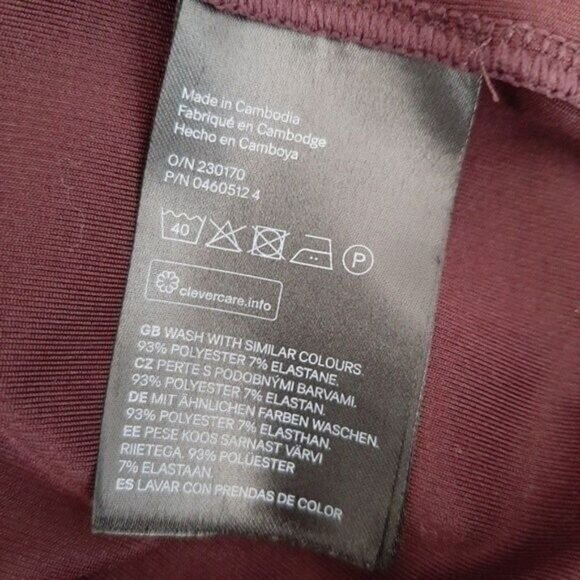 Made in Cambodia
Fabriqué en Cambodge
Hecho en Camboya
O/N 230170
P/N 0460512 4
40 P
clevercare.info
GB WASH WITH SIMILAR COLOURS.
93% POLYESTER 7% ELASTANE.
CZ PERTE S PODOBNÝMI BARVAMI.
93% POLYESTER 7% ELASTAN.
DE MIT ÄHNLICHEN FARBEN WASCHEN.
93% POLYESTER 7% ELASTHAN.
EE PESE KOOS SARNAST VÄRVI
RIIETEGA. 93% POLÜESTER
7% ELASTAAN.
ES LAVAR CON PRENDAS DE COLOR